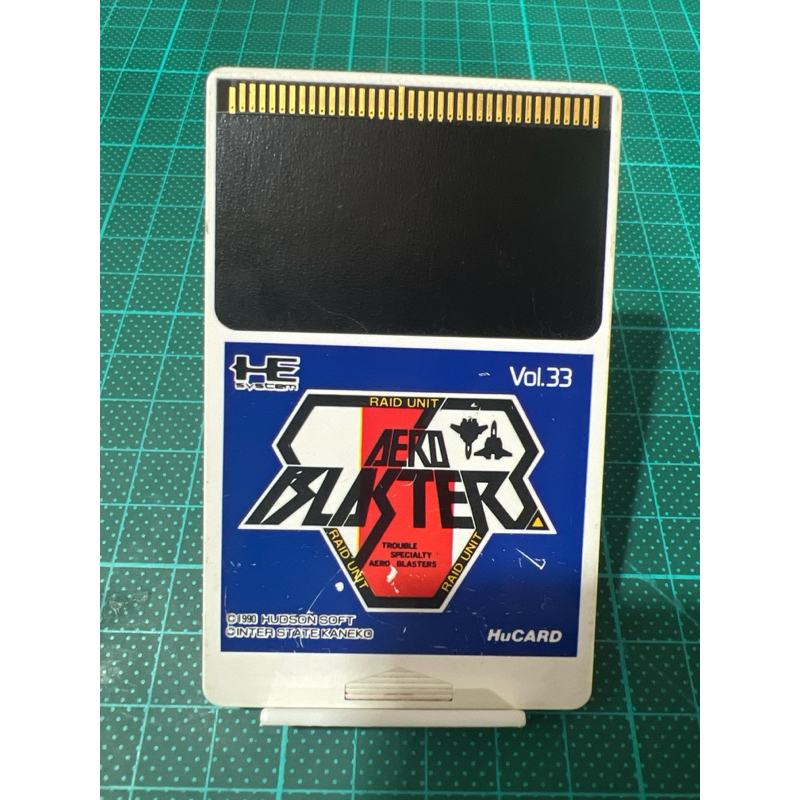 HE
system
Vol.33
RAID UNIT
AERO
BLASTERS
TROUBLE
SPECIALTY
AERO BLASTERS
RAID UNIT
RAID UNIT
©1990 HUDSON SOFT
©INTER STATE KANEKO
HuCARD